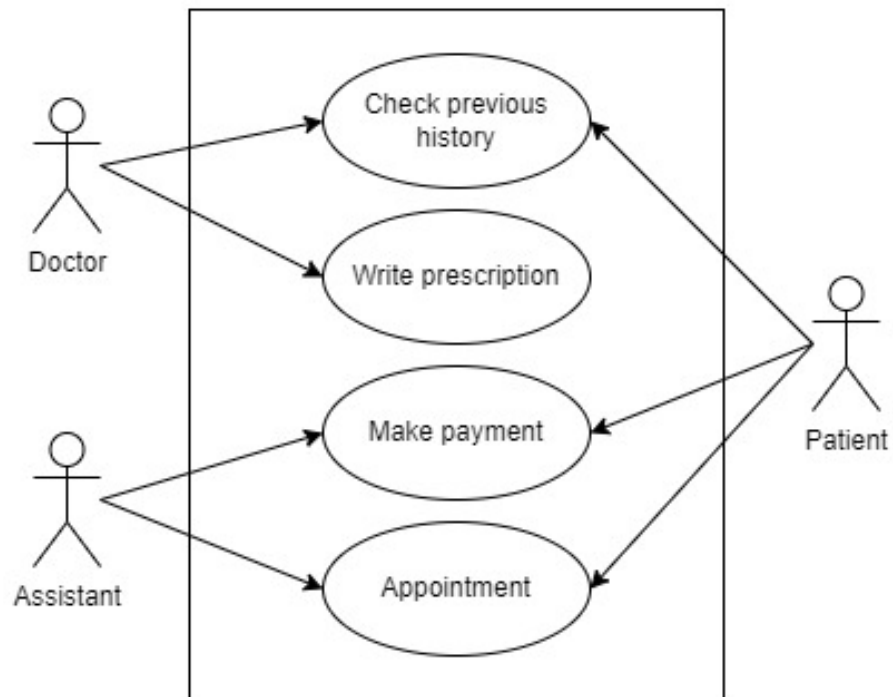 Check previous
history
Doctor
Write prescription
Make payment
Patient
Assistant
Appointment